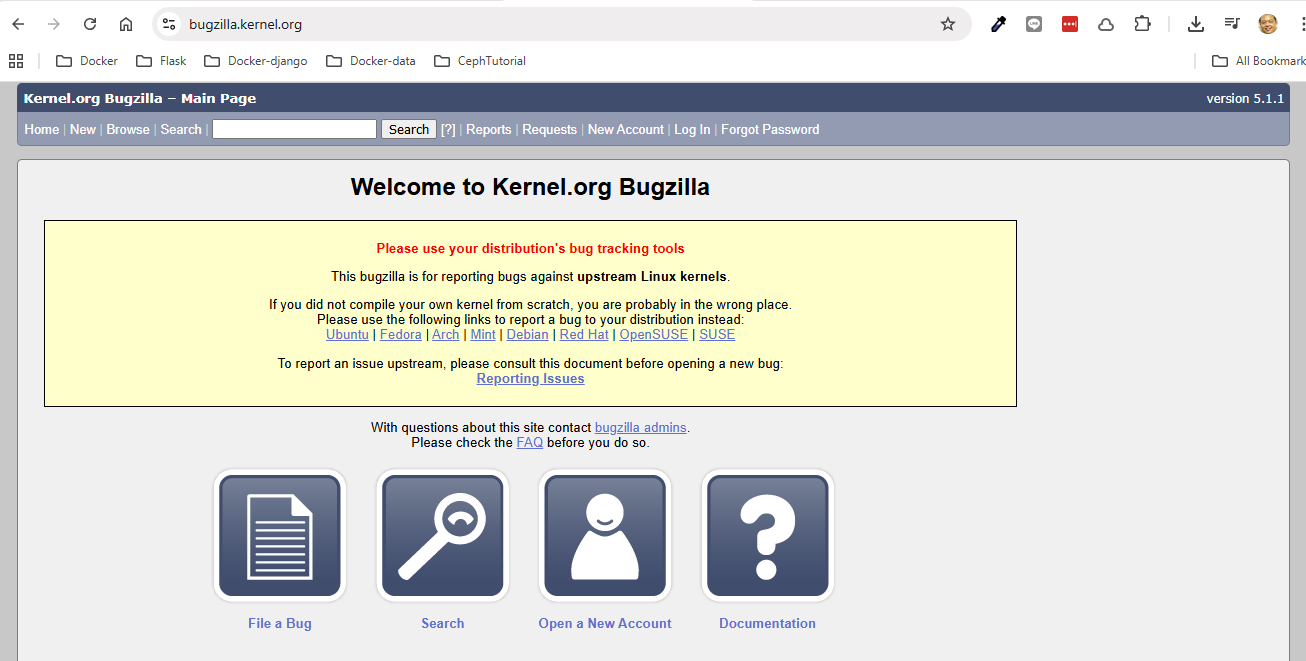 bugzilla.kernel.org
Docker Flask Docker-django Docker-data CephTutorial All Bookmark
Kernel.org Bugzilla – Main Page version 5.1.1
Home | New | Browse | Search | Search [?] | Reports | Requests | New Account | Log In | Forgot Password
Welcome to Kernel.org Bugzilla
Please use your distribution's bug tracking tools
This bugzilla is for reporting bugs against upstream Linux kernels.
If you did not compile your own kernel from scratch, you are probably in the wrong place.
Please use the following links to report a bug to your distribution instead:
Ubuntu | Fedora | Arch | Mint | Debian | Red Hat | OpenSUSE | SUSE
To report an issue upstream, please consult this document before opening a new bug:
Reporting Issues
With questions about this site contact bugzilla admins.
Please check the FAQ before you do so.
File a Bug Search Open a New Account Documentation